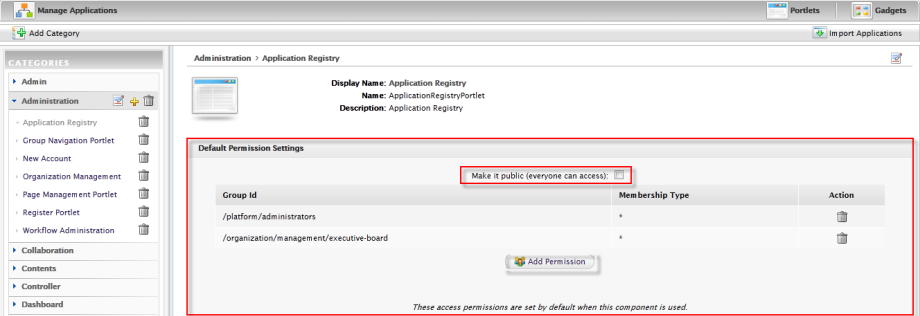 Manage Applications
Portlets
Gadgets
Add Category
Import Applications
CATEGORIES
Admin
Administration
Application Registry
Group Navigation Portlet
New Account
Organization Management
Page Management Portlet
Register Portlet
Workflow Administration
Collaboration
Contents
Controller
Dashboard
Administration > Application Registry
Display Name: Application Registry
Name: ApplicationRegistryPortlet
Description: Application Registry
Default Permission Settings
Make it public (everyone can access):
Group Id Membership Type Action
/platform/administrators *
/organization/management/executive-board *
Add Permission
These access permissions are set by default when this component is used.